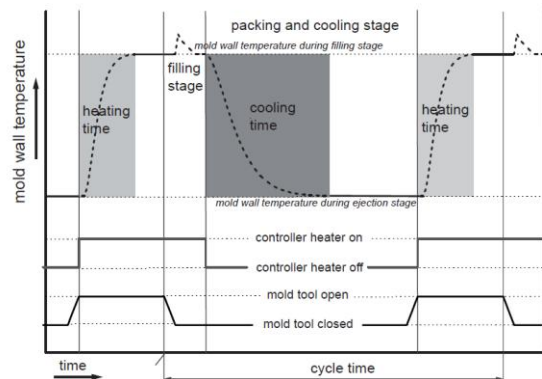 packing and cooling stage
mold wall temperature during filling stage
filling
stage
heating
time
cooling
time
heating
time
mold wall temperature
mold wall temperature during ejection stage
controller heater on
controller heater off
mold tool open
mold tool closed
time
cycle time